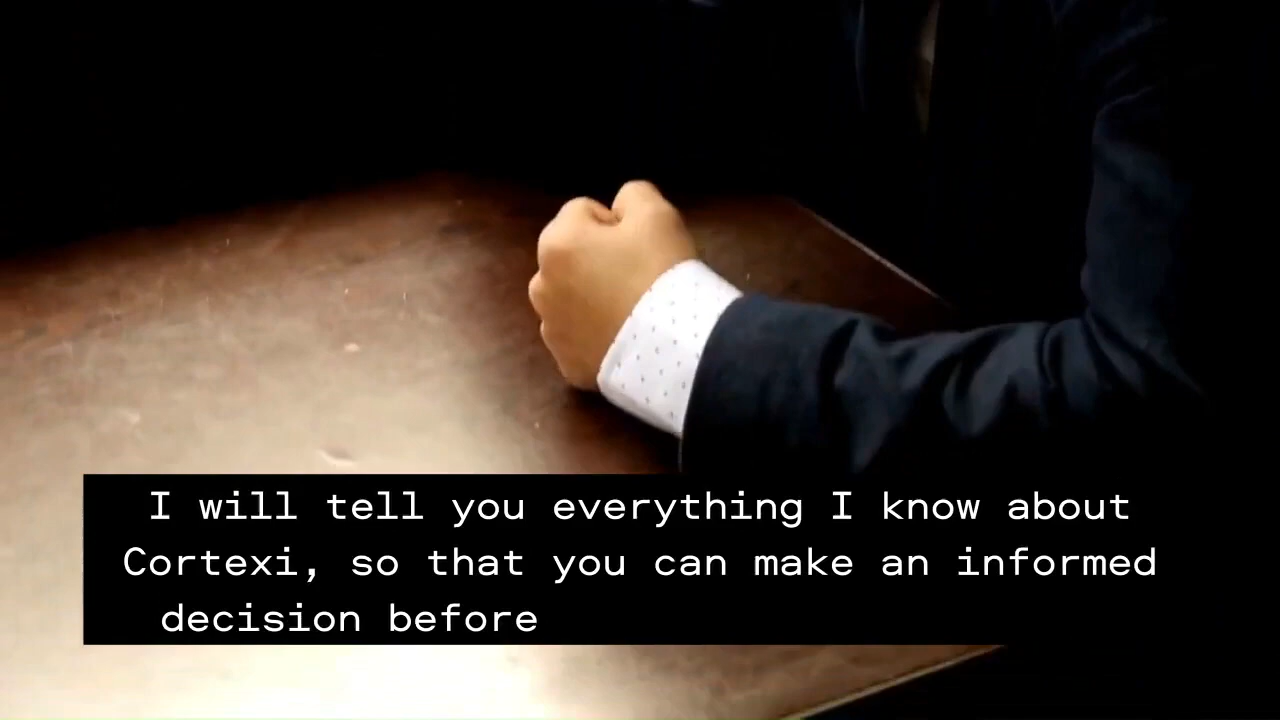 I will tell you everything I know about
Cortexi, so that you can make an informed
decision before